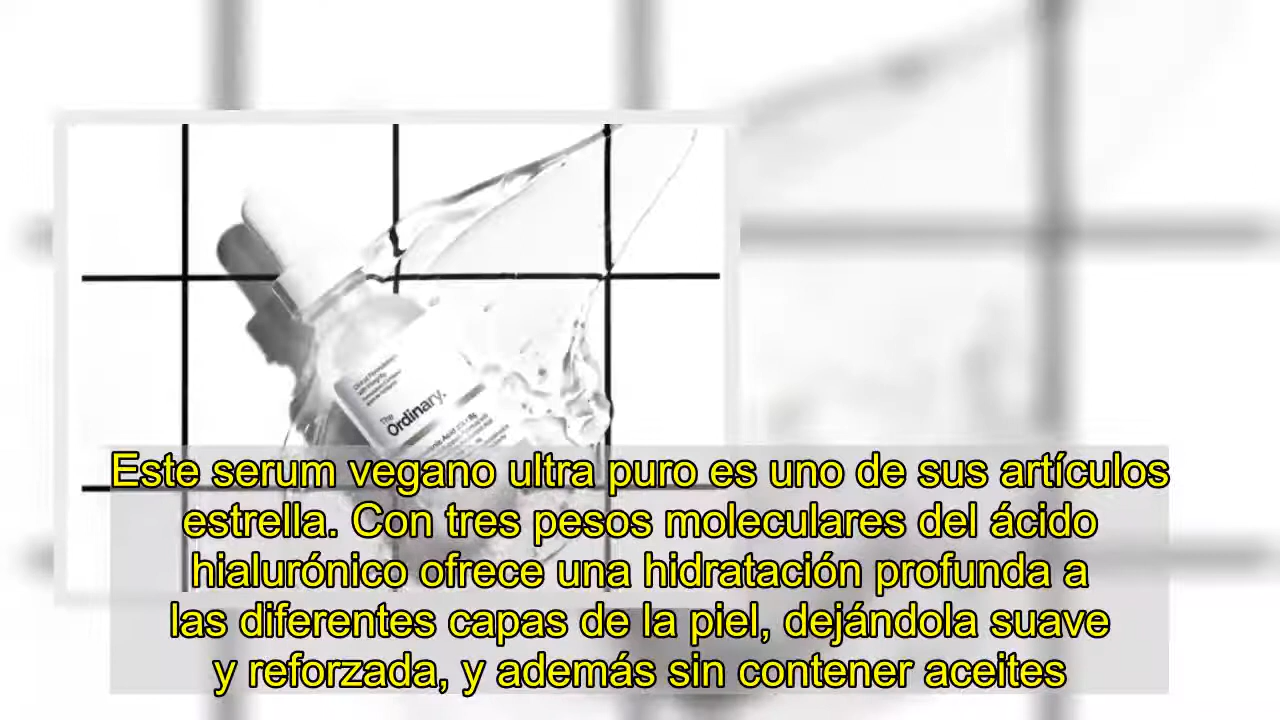 The
Ordinary.
Este serum vegano ultra puro es uno de sus artículos
estrella. Con tres pesos moleculares del ácido
hialurónico ofrece una hidratación profunda a
las diferentes capas de la piel, dejándola suave
y reforzada, y además sin contener aceites